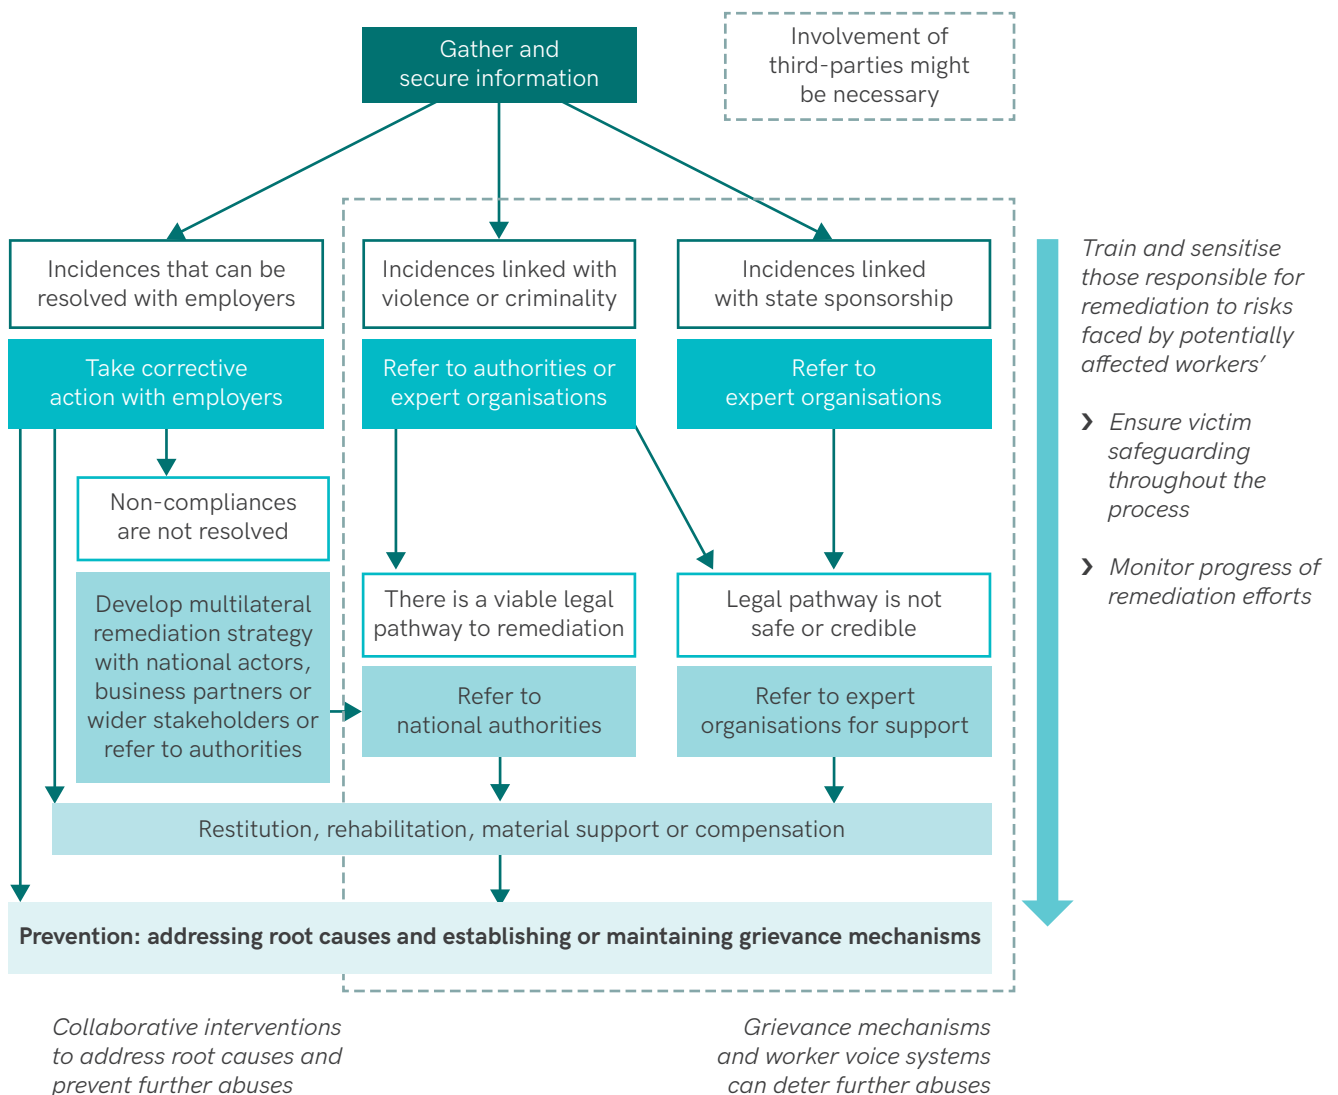 Gather and
secure information
Involvement of
third-parties might
be necessary
Incidences that can be
resolved with employers
Incidences linked with
violence or criminality
Incidences linked
with state sponsorship
Take corrective
action with employers
Refer to authorities or
expert organisations
Refer to
expert organisations
Non-compliances
are not resolved
Develop multilateral
remediation strategy
with national actors,
business partners or
wider stakeholders or
refer to authorities
There is a viable legal
pathway to remediation
Legal pathway is not
safe or credible
Refer to
national authorities
Refer to expert
organisations for support
Restitution, rehabilitation, material support or compensation
Prevention: addressing root causes and establishing or maintaining grievance mechanisms
Train and sensitise
those responsible for
remediation to risks
faced by potentially
affected workers’
❯ Ensure victim
safeguarding
throughout the
process
❯ Monitor progress of
remediation efforts
Collaborative interventions
to address root causes and
prevent further abuses
Grievance mechanisms
and worker voice systems
can deter further abuses